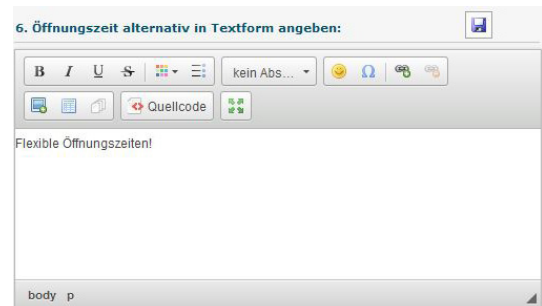 6. Öffnungszeit alternativ in Textform angeben:
B I U S kein Abs... Ω
Quellcode
Flexible Öffnungszeiten!
body p